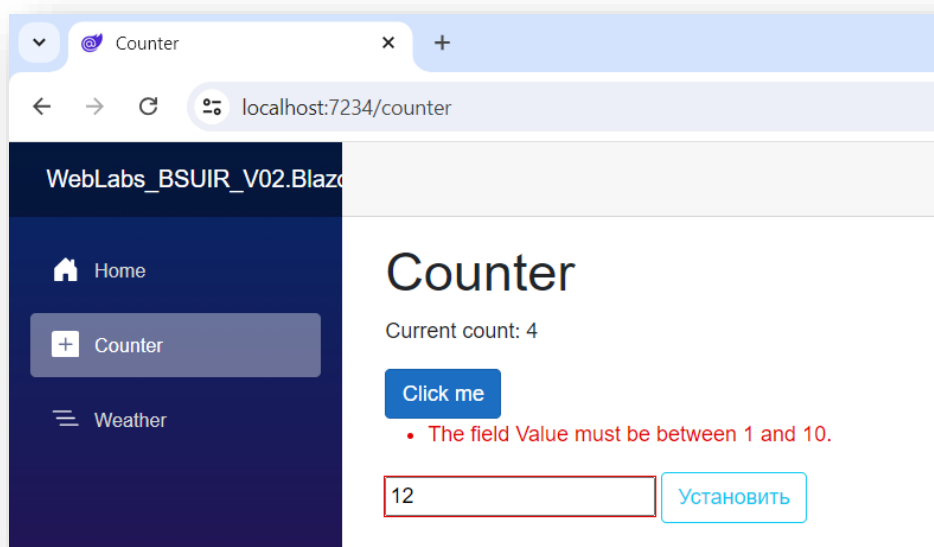 Counter
localhost:7234/counter
WebLabs_BSUIR_V02.Blazo
Home
Counter
Weather
Counter
Current count: 4
Click me
The field Value must be between 1 and 10.
12
Установить